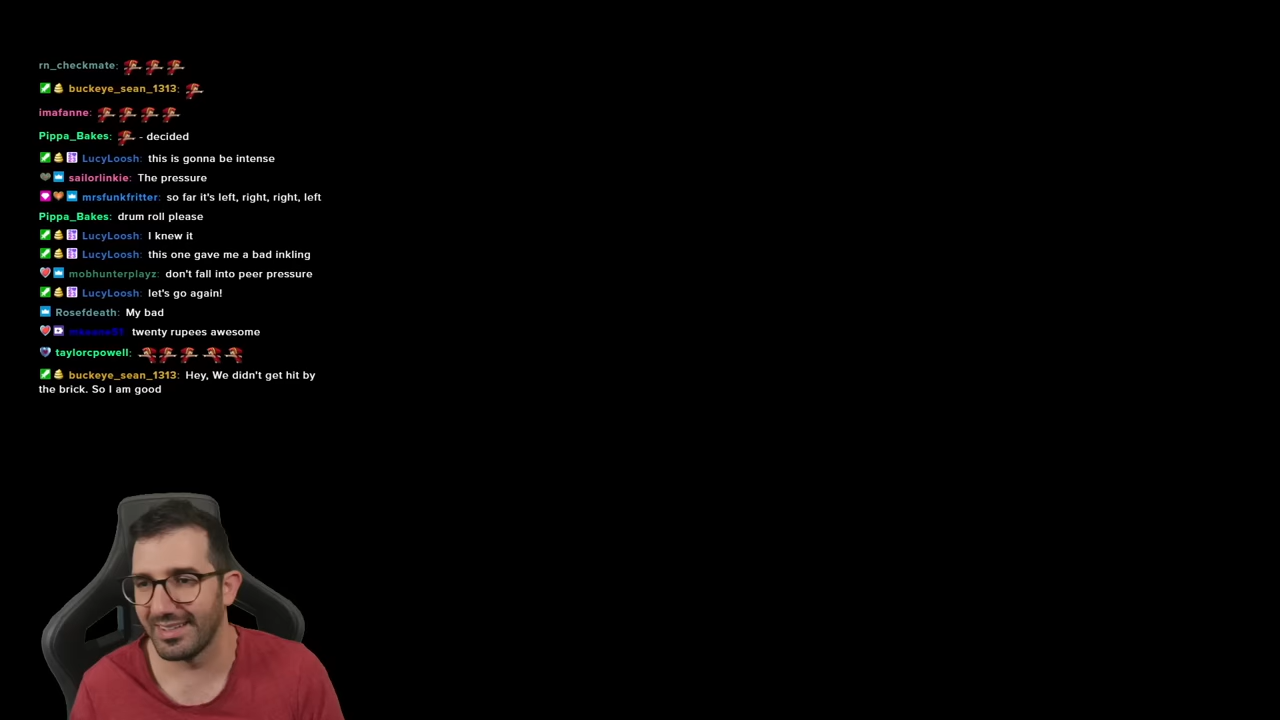 rn_checkmate:
buckeye_sean_1313:
imafanne:
Pippa_Bakes: - decided
LucyLoosh: this is gonna be intense
sailorlinkie: The pressure
mrsfunkfritter: so far it's left, right, right, left
Pippa_Bakes: drum roll please
LucyLoosh: I knew it
LucyLoosh: this one gave me a bad inkling
mobhunterplayz: don't fall into peer pressure
LucyLoosh: let's go again!
Rosefdeath: My bad
twenty rupees awesome
taylorcpowell:
buckeye_sean_1313: Hey, We didn't get hit by
the brick. So I am good